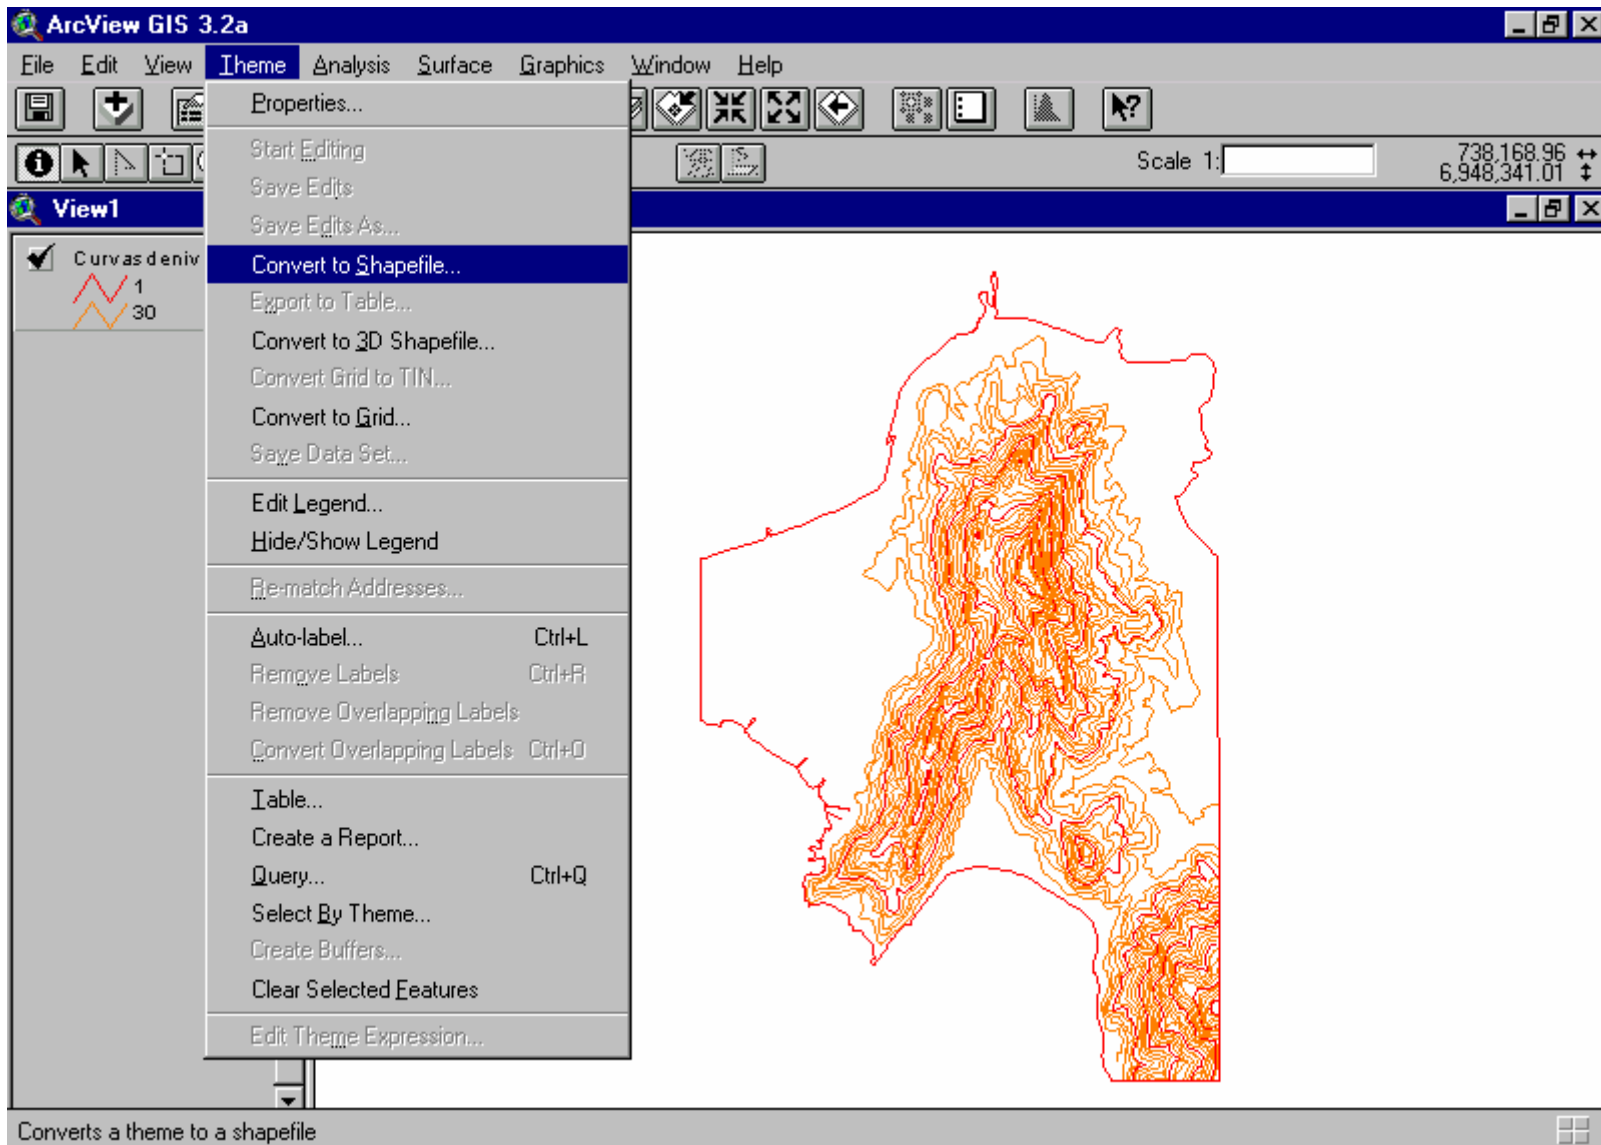 ArcView GIS 3.2a
File Edit View Theme Analysis Surface Graphics Window Help
Scale 1:
738,168.96
6,948,341.01
View1
Curvas deniv
1
30
Properties...
Start Editing
Save Edits
Save Edits As...
Convert to Shapefile...
Export to Table...
Convert to 3D Shapefile...
Convert Grid to TIN...
Convert to Grid...
Save Data Set...
Edit Legend...
Hide/Show Legend
Re-match Addresses...
Auto-label... Ctrl+L
Remove Labels Ctrl+R
Remove Overlapping Labels
Convert Overlapping Labels Ctrl+O
Table...
Create a Report...
Query... Ctrl+Q
Select By Theme...
Create Buffers...
Clear Selected Features
Edit Theme Expression...
Converts a theme to a shapefile